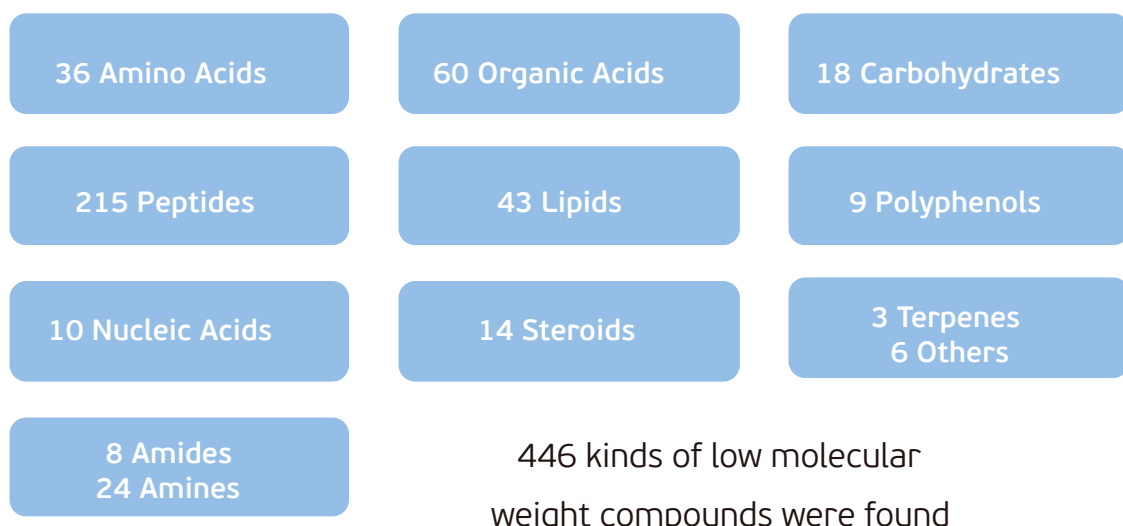 36 Amino Acids
60 Organic Acids
18 Carbohydrates
215 Peptides
43 Lipids
9 Polyphenols
10 Nucleic Acids
14 Steroids
3 Terpenes
6 Others
8 Amides
24 Amines
446 kinds of low molecular
weight compounds were found